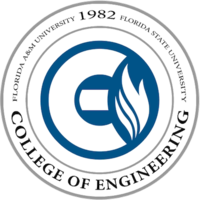 FLORIDA A&M UNIVERSITY 1982 FLORIDA STATE UNIVERSITY
COLLEGE OF ENGINEERING